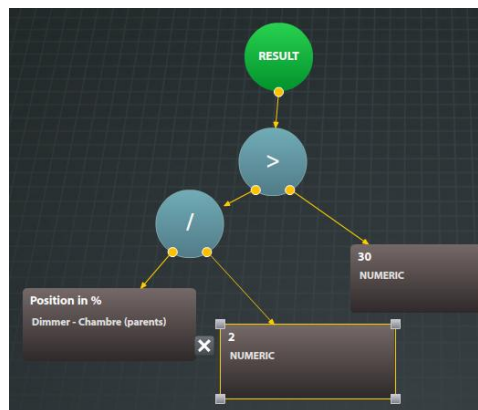 RESULT
>
/
30
NUMERIC
Position in %
Dimmer - Chambre (parents)
2
NUMERIC